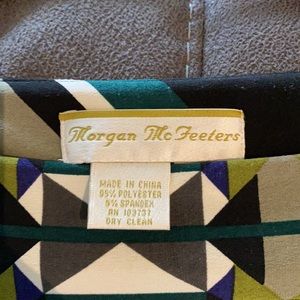 Morgan McFeeters
MADE IN CHINA
95% POLYESTER
5% SPANDEX
RN 103737
DRY CLEAN